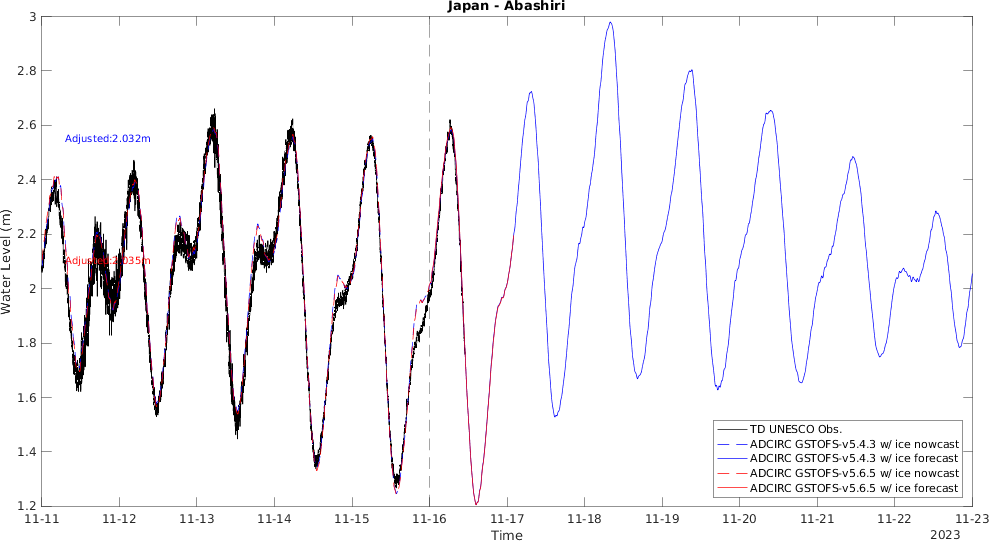 Japan - Abashiri
3
2.8
2.6
2.4
2.2
2
1.8
1.6
1.4
1.2
Water Level (m)
Adjusted:2.032m
Adjusted:2.035m
TD UNESCO Obs.
ADCIRC GSTOFS-v5.4.3 w/ ice nowcast
ADCIRC GSTOFS-v5.4.3 w/ ice forecast
ADCIRC GSTOFS-v5.6.5 w/ ice nowcast
ADCIRC GSTOFS-v5.6.5 w/ ice forecast
11-11 11-12 11-13 11-14 11-15 11-16 11-17 11-18 11-19 11-20 11-21 11-22 11-23
Time
2023